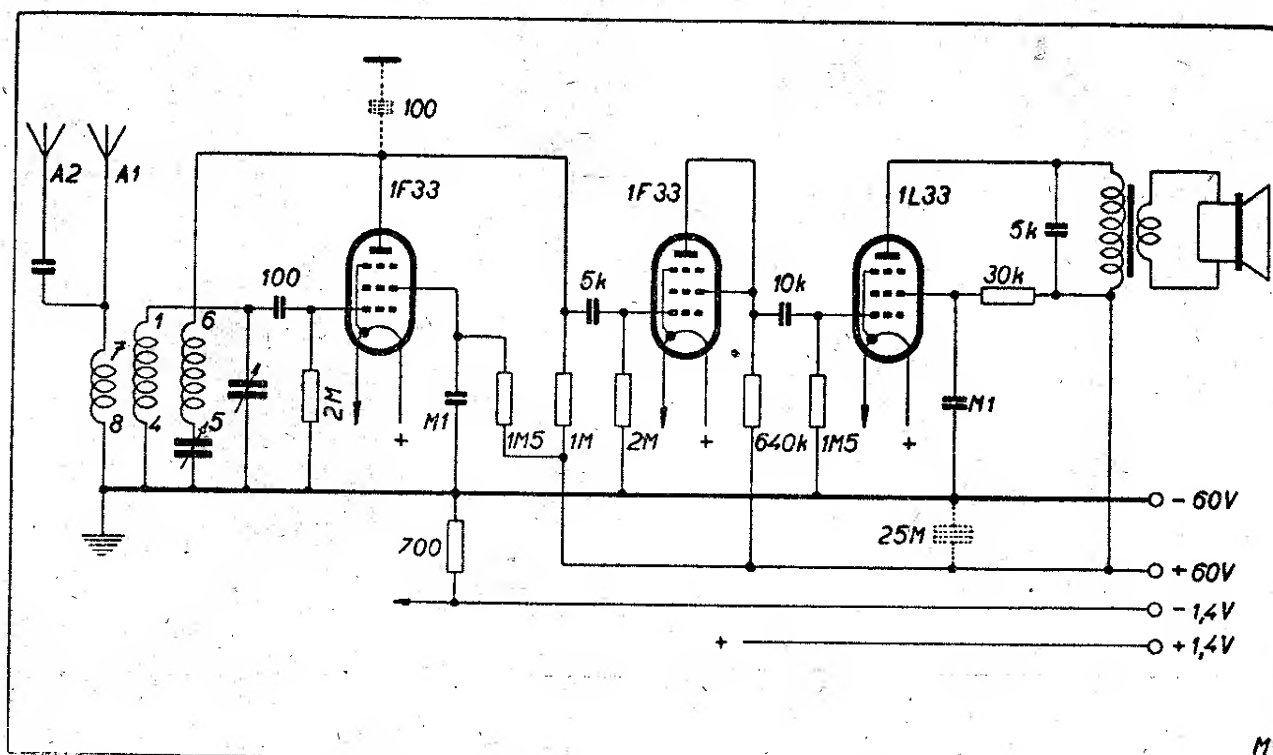 100
A2
A1
1F33
1F33
1L33
5k
100
5k
10k
30k
1
6
7
8
4
5
2M
M1
1M5
1M
2M
640k
1M5
M1
+
+
+
- 60V
700
25M
+ 60V
- 1,4V
+
+ 1,4V
M